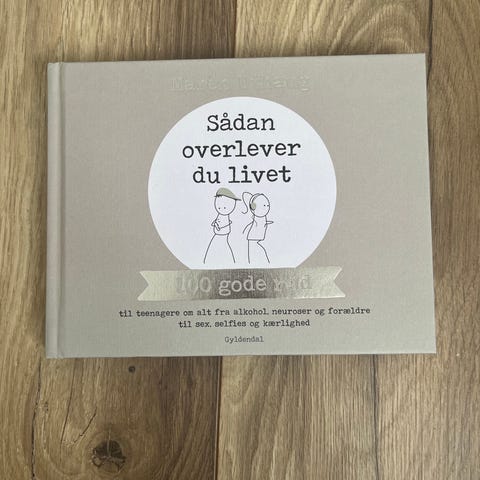 Sådan
overlever
du livet
100 gode råd
til teenagere om alt fra alkohol, neuroser og forældre
til sex, selfies og kærlighed
Gyldendal